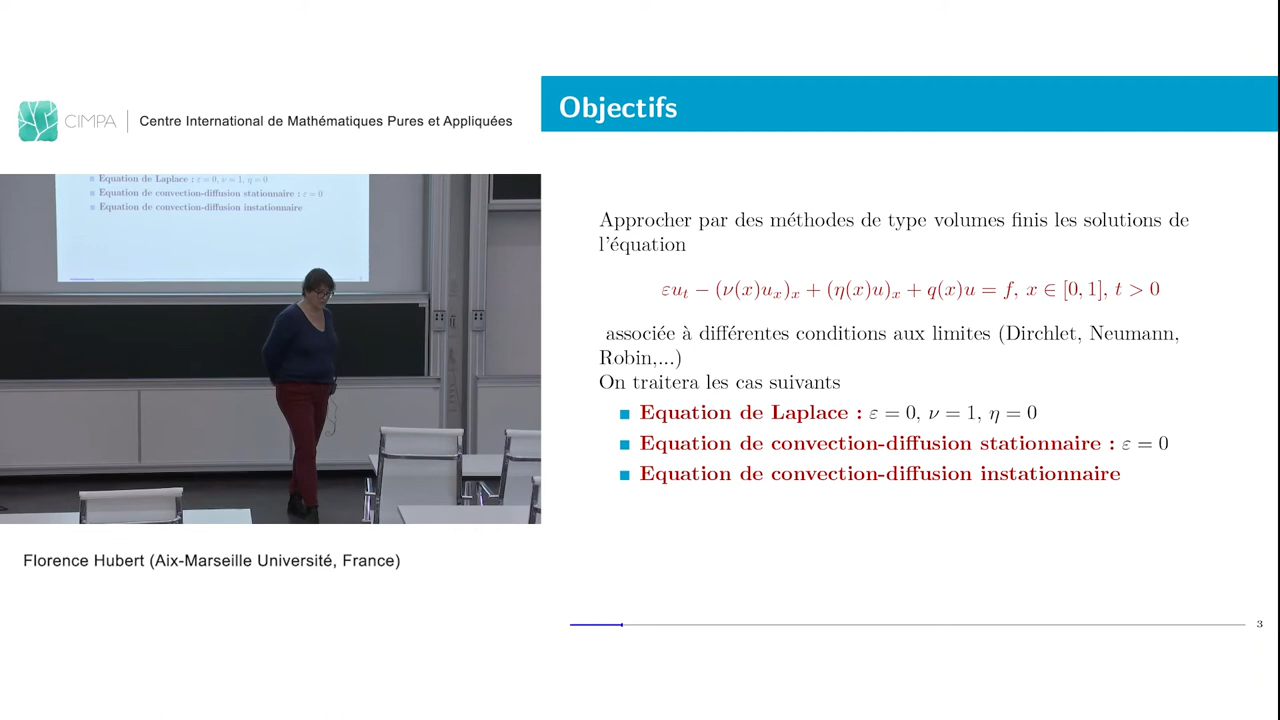 CIMPA
Centre International de Mathématiques Pures et Appliquées
Equation de Laplace : ε = 0, ν = 1, η = 0
Equation de convection-diffusion stationnaire : ε = 0
Equation de convection-diffusion instationnaire
Florence Hubert (Aix-Marseille Université, France)
Objectifs
Approcher par des méthodes de type volumes finis les solutions de
l'équation
εu_t − (ν(x)u_x)_x + (η(x)u)_x + q(x)u = f, x ∈ [0, 1], t > 0
associée à différentes conditions aux limites (Dirchlet, Neumann,
Robin,...)
On traitera les cas suivants
Equation de Laplace : ε = 0, ν = 1, η = 0
Equation de convection-diffusion stationnaire : ε = 0
Equation de convection-diffusion instationnaire
3